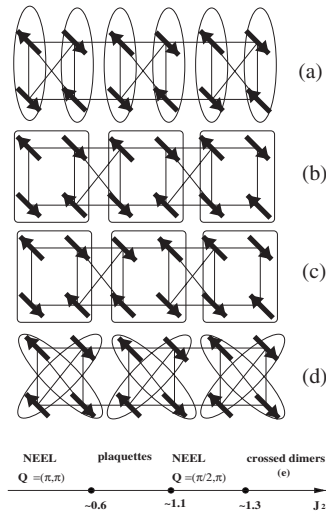 (a)
(b)
(c)
(d)
NEEL plaquettes NEEL crossed dimers
Q =(π,π) Q =(π/2,π) (e)
~0.6 ~1.1 ~1.3 J2